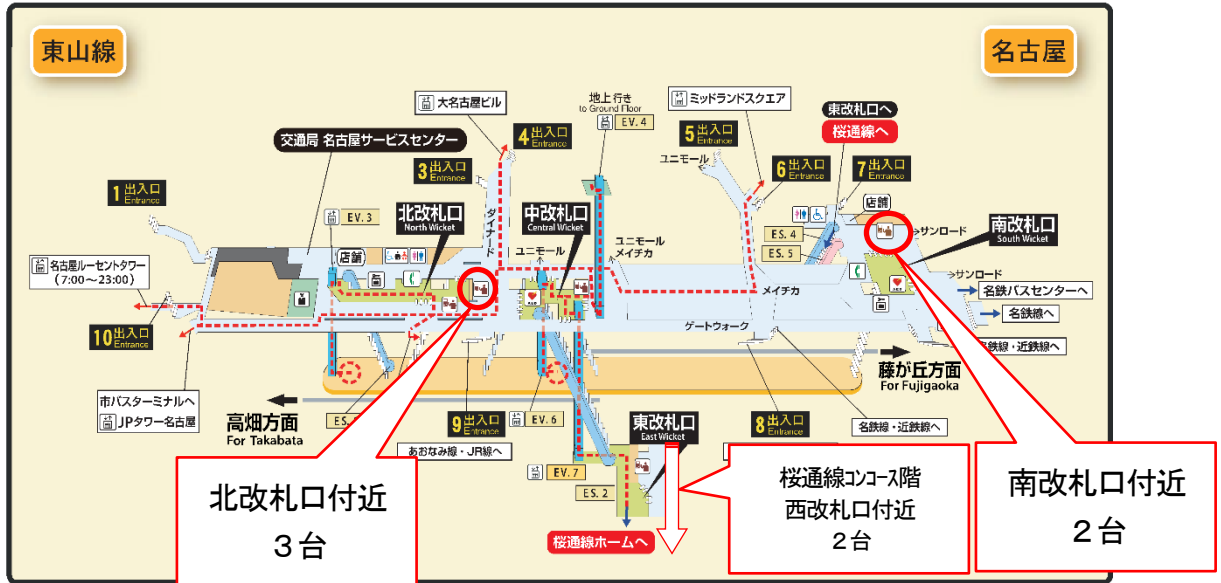 東山線
名古屋
大名古屋ビル
地上行き
to Ground Floor
EV.4
ミッドランドスクエア
東改札口へ
桜通線へ
交通局 名古屋サービスセンター
4 出入口
Entrance
5 出入口
Entrance
3 出入口
Entrance
ユニモール
6 出入口
Entrance
7 出入口
Entrance
1 出入口
Entrance
店舗
EV.3
北改札口
North Wicket
ダイナード
中改札口
Central Wicket
ES.4
ES.5
サンロード
南改札口
South Wicket
店舗
ユニモール
ユニモール
メイチカ
名古屋ルーセントタワー
(7:00~23:00)
サンロード
メイチカ
名鉄バスセンターへ
名鉄線へ
10 出入口
Entrance
ゲートウォーク
鉄線・近鉄線へ
藤が丘方面
For Fujigaoka
市バスターミナルへ
JPタワー名古屋
高畑方面
For Takabata
ES.
9 出入口
Entrance
EV.6
東改札口
East Wicket
8 出入口
Entrance
名鉄線・近鉄線へ
あおなみ線・JR線へ
EV.7
ES.2
桜通線ホームへ
北改札口付近
3台
桜通線コンコース階
西改札口付近
2台
南改札口付近
2台